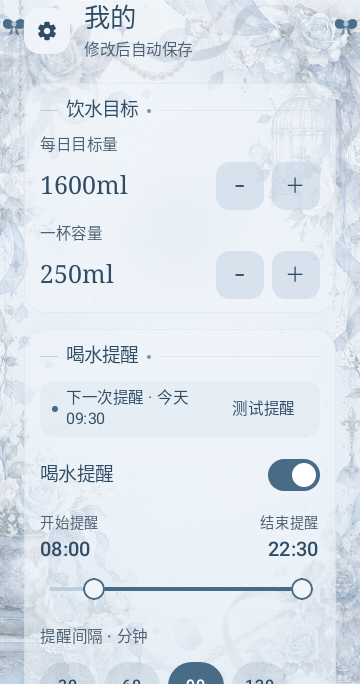 我的
修改后自动保存
饮水目标
每日目标量
1600ml
- +
一杯容量
250ml
- +
喝水提醒
下一次提醒 · 今天
09:30
测试提醒
喝水提醒
开始提醒 结束提醒
08:00 22:30
提醒间隔 · 分钟